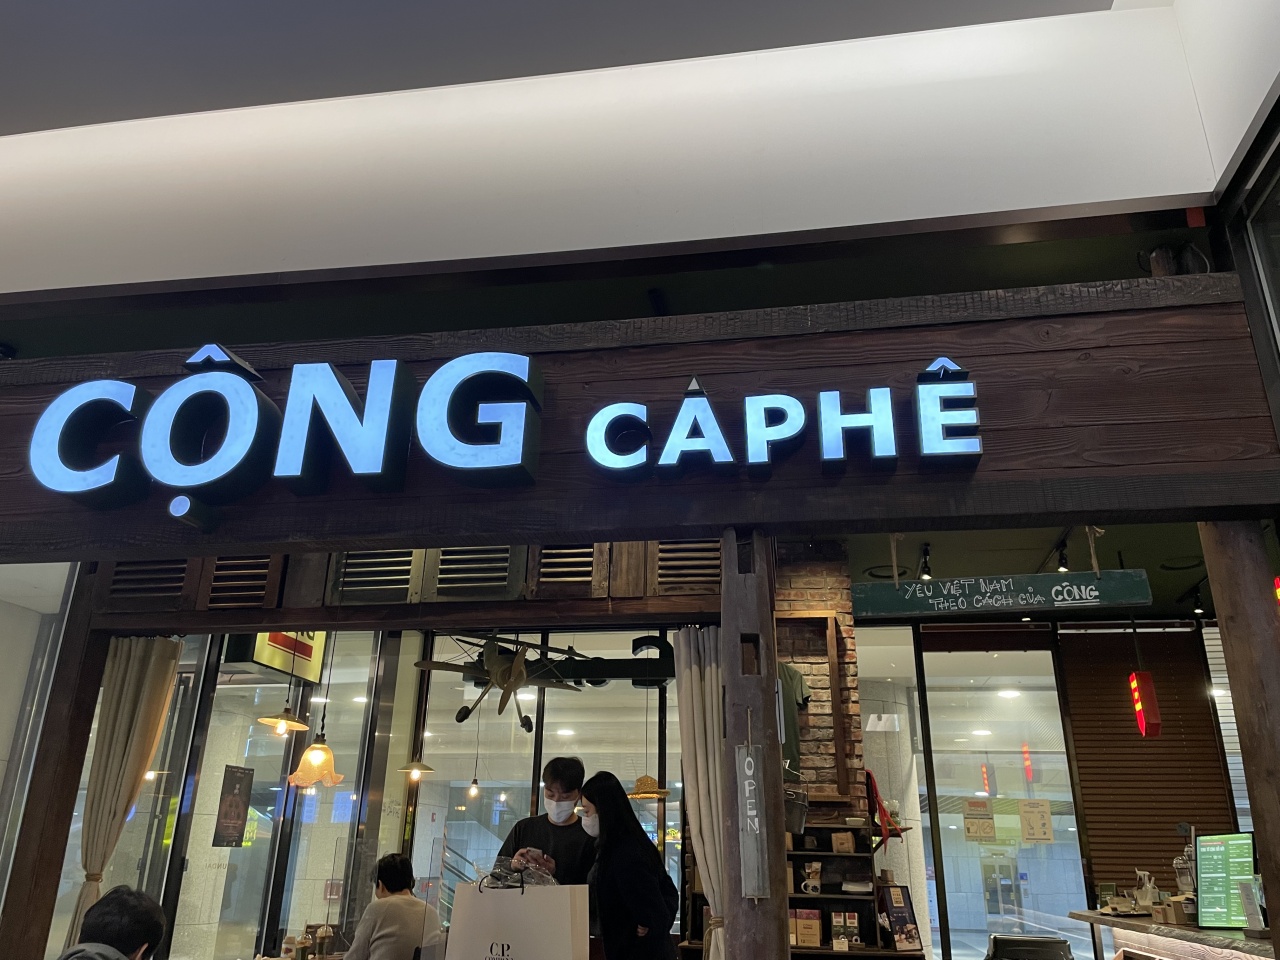 CỘNG CÀPHÊ
YÊU VIỆT NAM
THEO CÁCH CỦA CỘNG
OPEN
C.P.